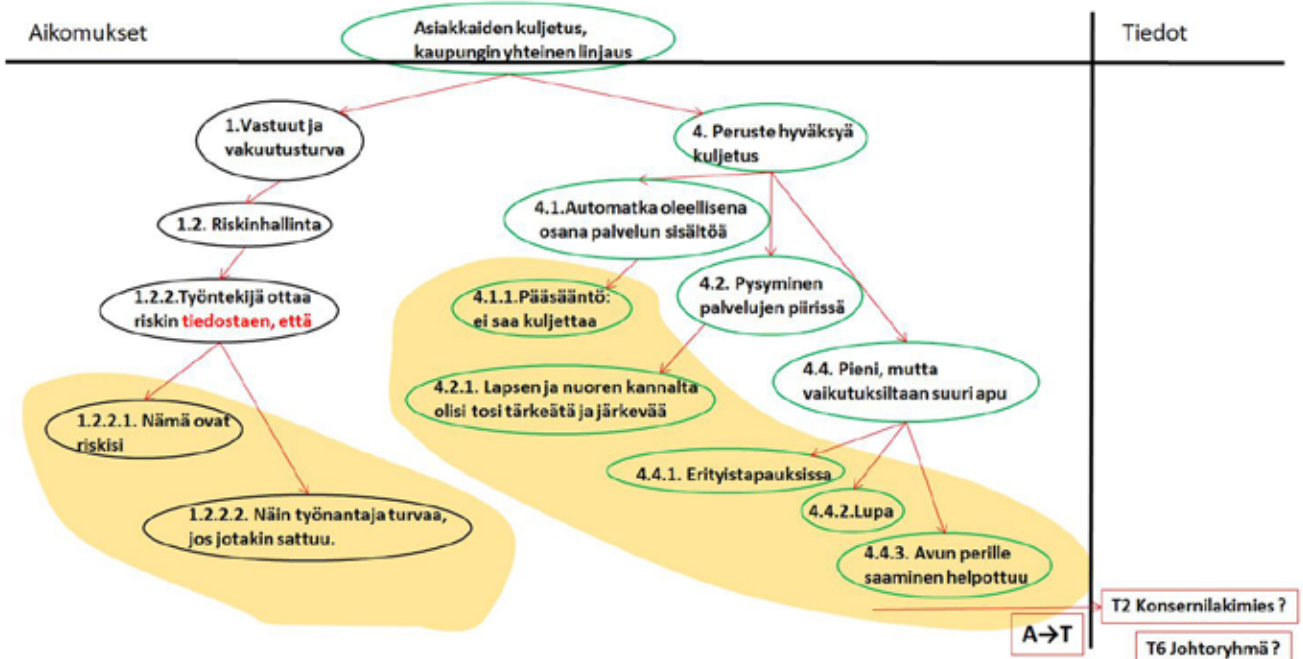 Aikomukset
Asiakkaiden kuljetus,
kaupungin yhteinen linjaus
Tiedot
1.Vastuut ja
vakuutusturva
4. Peruste hyväksyä
kuljetus
1.2. Riskinhallinta
4.1.Automatka oleellisena
osana palvelun sisältöä
1.2.2.Työntekijä ottaa
riskin tiedostaen, että
4.1.1.Pääsääntö:
ei saa kuljettaa
4.2. Pysyminen
palvelujen piirissä
4.2.1. Lapsen ja nuoren kannalta
olisi tosi tärkeätä ja järkevää
4.4. Pieni, mutta
vaikutuksiltaan suuri apu
1.2.2.1. Nämä ovat
riskisi
4.4.1. Erityistapauksissa
4.4.2.Lupa
1.2.2.2. Näin työnantaja turvaa,
jos jotakin sattuu.
4.4.3. Avun perille
saaminen helpottuu
T2 Konsernilakimies ?
A→T
T6 Johtoryhmä ?